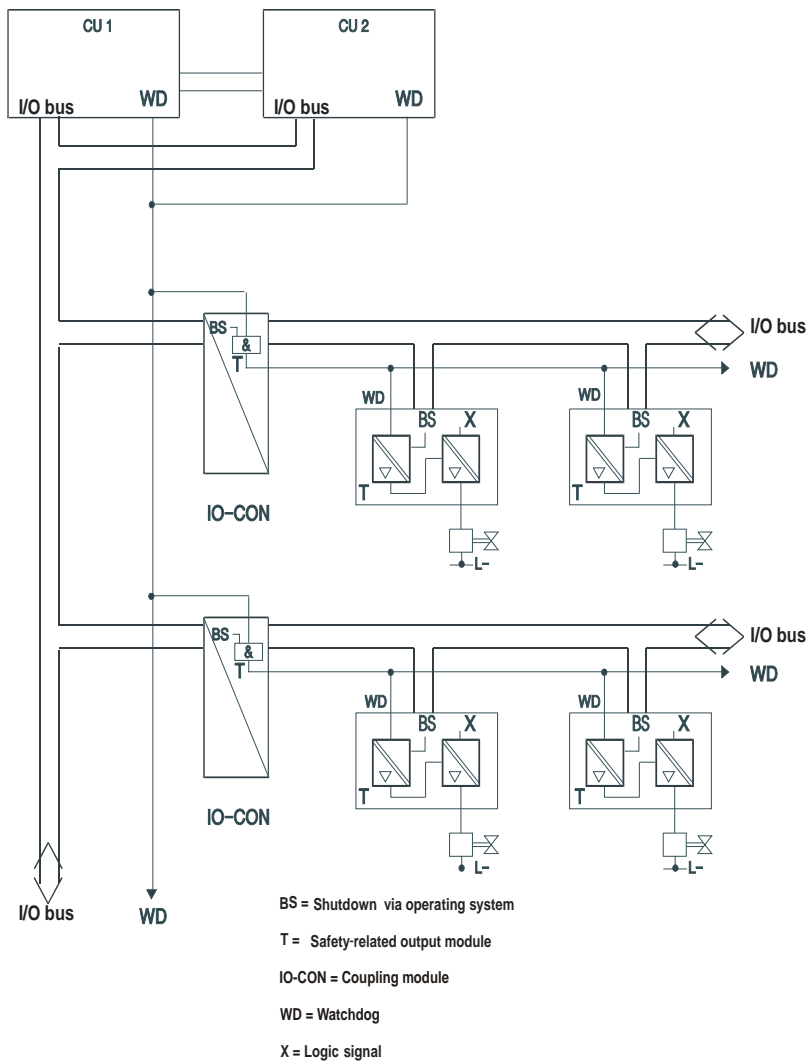 CU 1
CU 2
WD
WD
I/O bus
I/O bus
BS
&
T
I/O bus
WD
WD
WD
BS
X
BS
X
T
T
IO-CON
L-
L-
BS
&
T
I/O bus
WD
WD
WD
BS
X
BS
X
T
T
IO-CON
L-
L-
I/O bus
WD
BS = Shutdown via operating system
T = Safety-related output module
IO-CON = Coupling module
WD = Watchdog
X = Logic signal